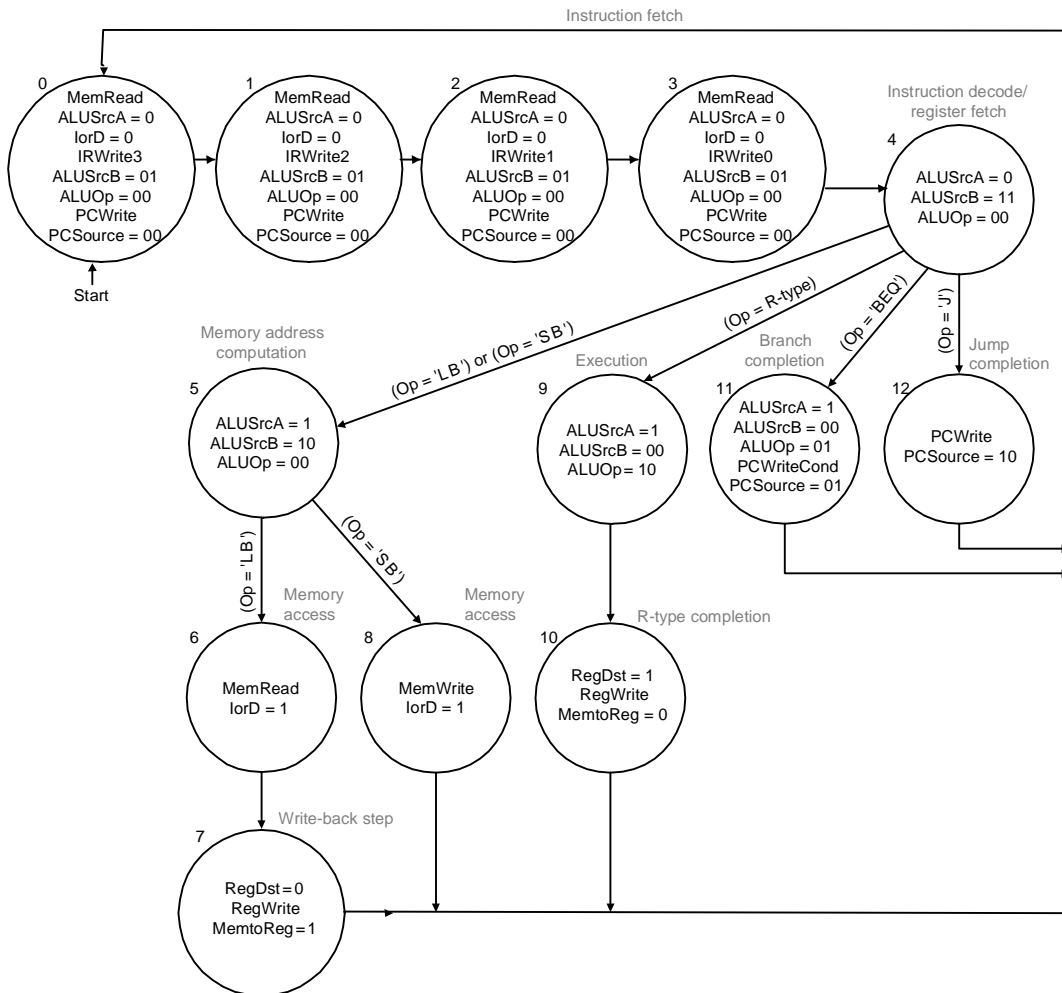 Instruction fetch
0
MemRead
ALUSrcA = 0
IorD = 0
IRWrite3
ALUSrcB = 01
ALUOp = 00
PCWrite
PCSource = 00
Start
1
MemRead
ALUSrcA = 0
IorD = 0
IRWrite2
ALUSrcB = 01
ALUOp = 00
PCWrite
PCSource = 00
2
MemRead
ALUSrcA = 0
IorD = 0
IRWrite1
ALUSrcB = 01
ALUOp = 00
PCWrite
PCSource = 00
3
MemRead
ALUSrcA = 0
IorD = 0
IRWrite0
ALUSrcB = 01
ALUOp = 00
PCWrite
PCSource = 00
Instruction decode/
register fetch
4
ALUSrcA = 0
ALUSrcB = 11
ALUOp = 00
(Op = 'LB') or (Op = 'SB')
(Op = R-type)
(Op = 'BEQ')
(Op = 'J')
Memory address
computation
5
ALUSrcA = 1
ALUSrcB = 10
ALUOp = 00
Execution
9
ALUSrcA = 1
ALUSrcB = 00
ALUOp = 10
Branch
completion
11
ALUSrcA = 1
ALUSrcB = 00
ALUOp = 01
PCWriteCond
PCSource = 01
Jump
completion
12
PCWrite
PCSource = 10
(Op = 'LB')
(Op = 'SB')
Memory
access
6
MemRead
IorD = 1
Memory
access
8
MemWrite
IorD = 1
R-type completion
10
RegDst = 1
RegWrite
MemtoReg = 0
Write-back step
7
RegDst = 0
RegWrite
MemtoReg = 1